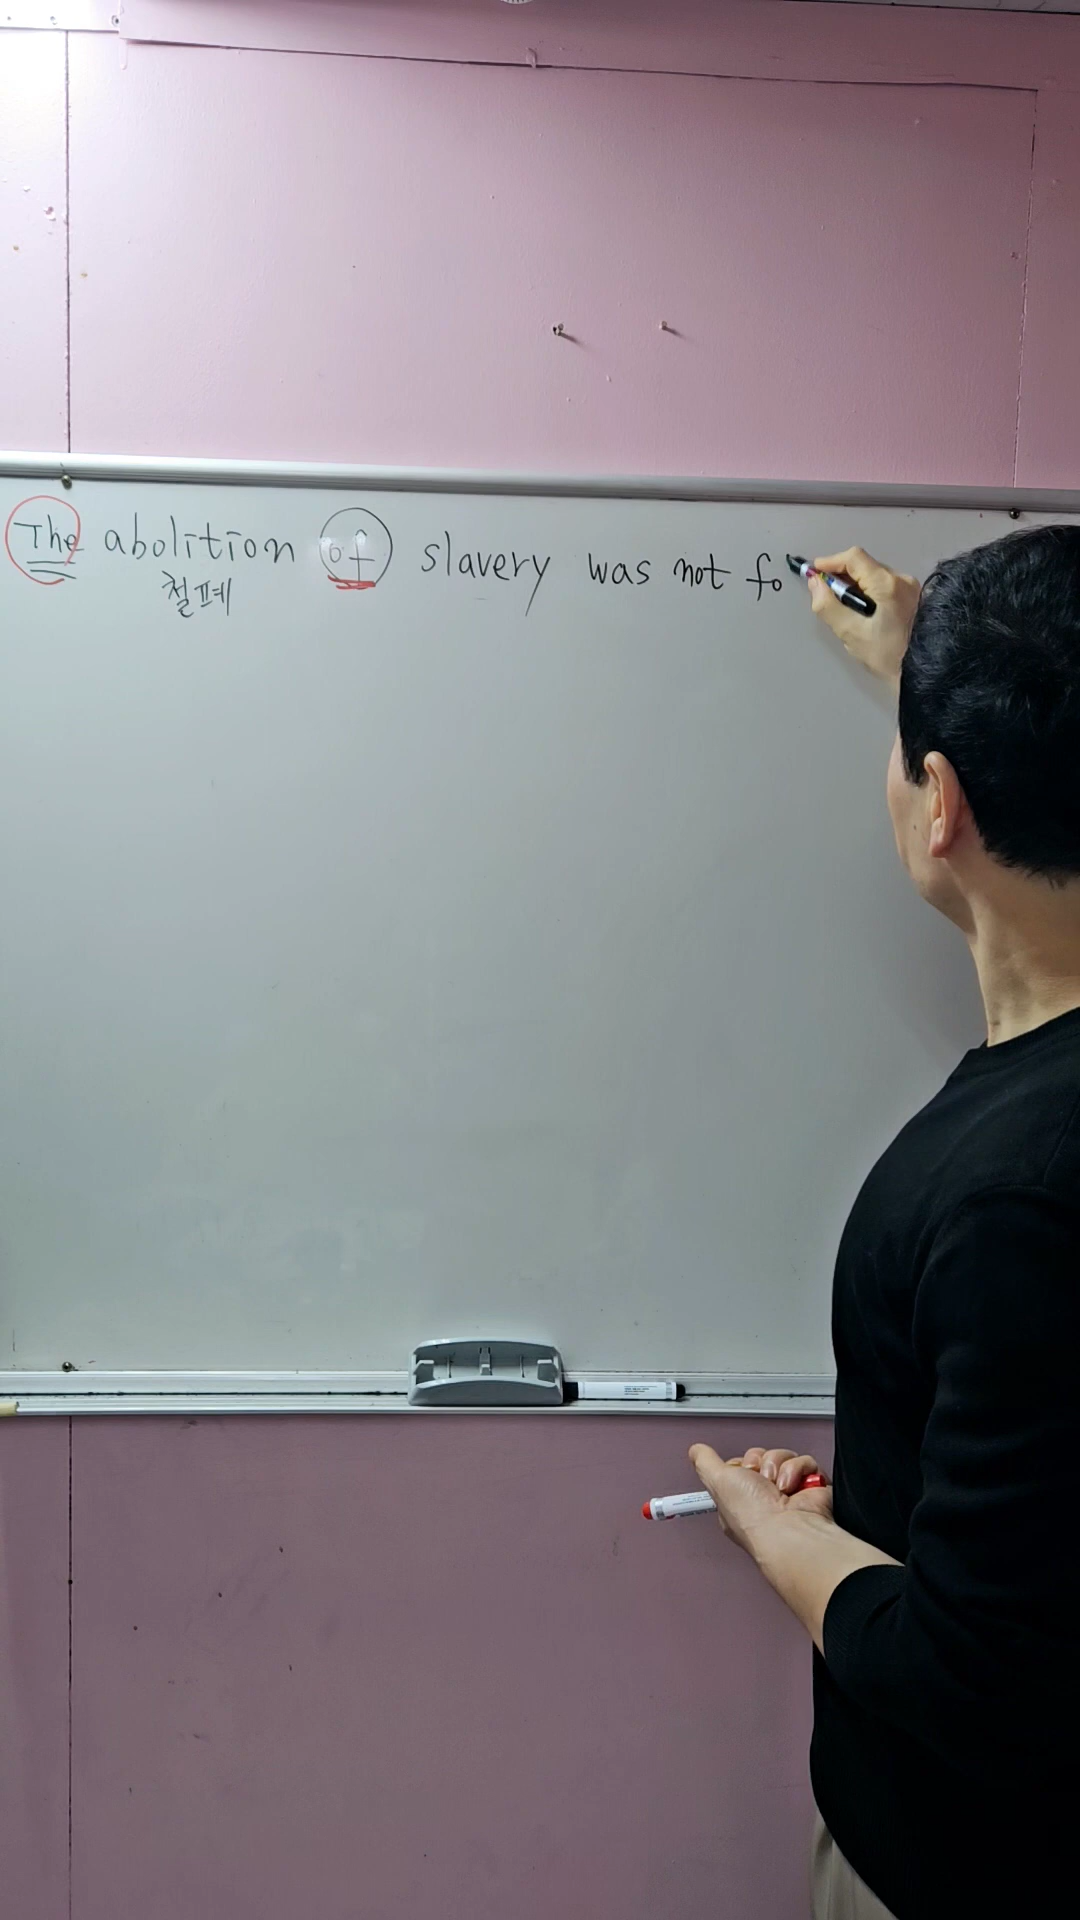 The abolition of slavery was not fo
철폐